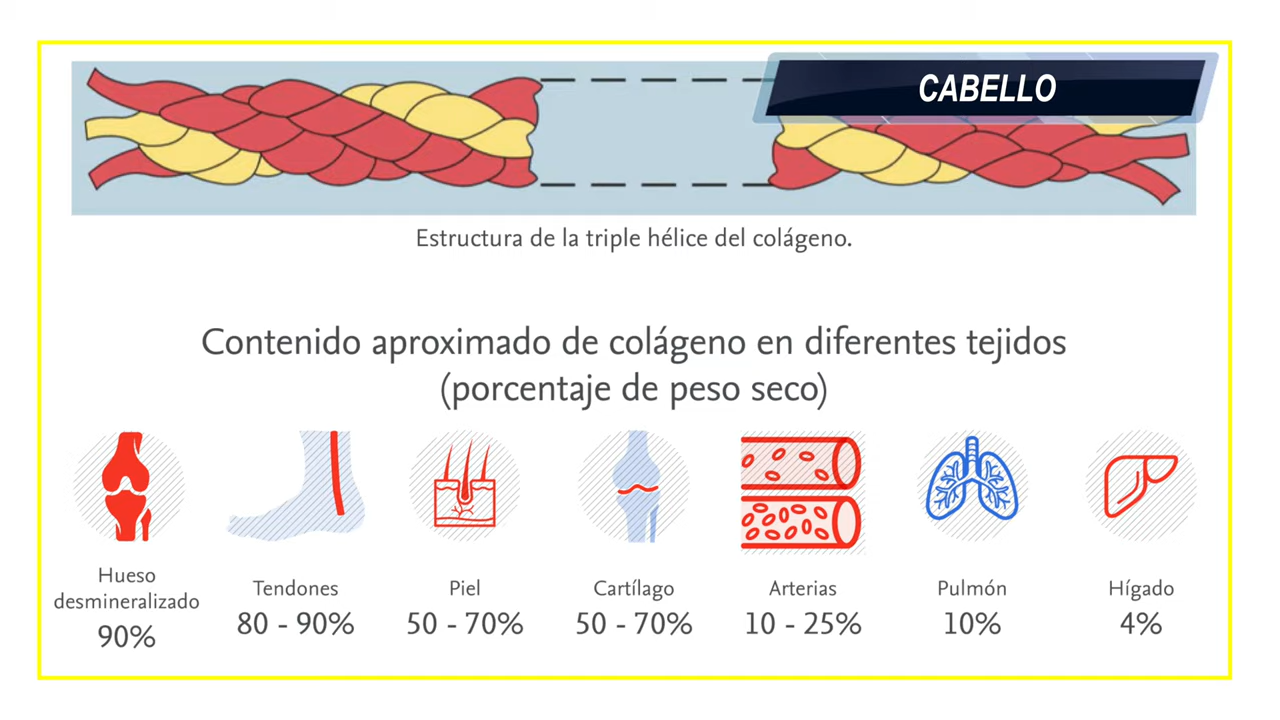 CABELLO
Estructura de la triple hélice del colágeno.
Contenido aproximado de colágeno en diferentes tejidos
(porcentaje de peso seco)
Hueso
desmineralizado
90%
Tendones
80 - 90%
Piel
50 - 70%
Cartílago
50 - 70%
Arterias
10 - 25%
Pulmón
10%
Hígado
4%